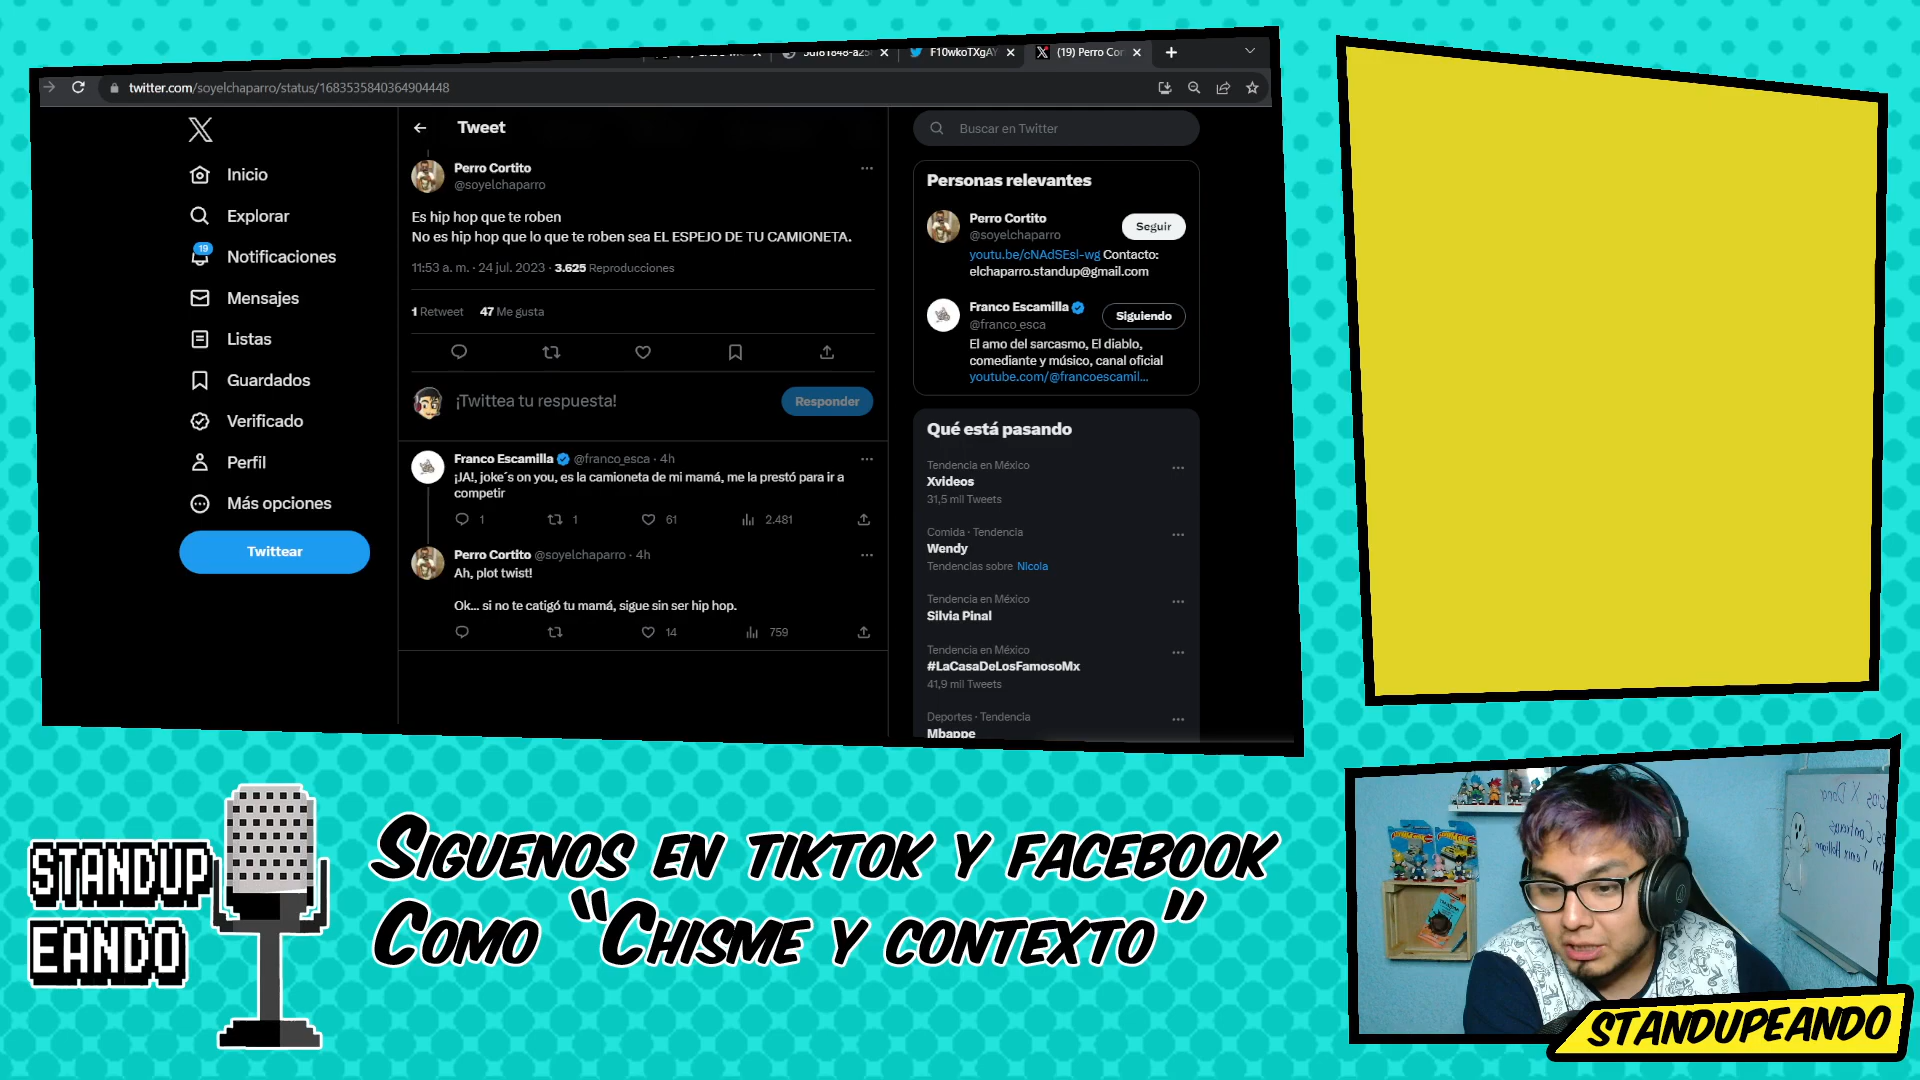 F10wkoTXgAY
(19) Perro Cor
twitter.com/soyelchaparro/status/1683535840364904448
Inicio
Explorar
19
Notificaciones
Mensajes
Listas
Guardados
Verificado
Perfil
Más opciones
Twittear
Tweet
Perro Cortito
@soyelchaparro
Es hip hop que te roben
No es hip hop que lo que te roben sea EL ESPEJO DE TU CAMIONETA.
11:53 a. m. · 24 jul. 2023 · 3.625 Reproducciones
1 Retweet 47 Me gusta
¡Twittea tu respuesta!
Responder
Franco Escamilla @franco_esca · 4h
¡JA!, joke´s on you, es la camioneta de mi mamá, me la prestó para ir a
competir
1 1 61 2.481
Perro Cortito @soyelchaparro · 4h
Ah, plot twist!
Ok... si no te catigó tu mamá, sigue sin ser hip hop.
14 759
Buscar en Twitter
Personas relevantes
Perro Cortito
@soyelchaparro
Seguir
youtu.be/cNAdSEsl-wg Contacto:
elchaparro.standup@gmail.com
Franco Escamilla
@franco_esca
Siguiendo
El amo del sarcasmo, El diablo,
comediante y músico, canal oficial
youtube.com/@francoescamil...
Qué está pasando
Tendencia en México
Xvideos
31,5 mil Tweets
Comida · Tendencia
Wendy
Tendencias sobre Nicola
Tendencia en México
Silvia Pinal
Tendencia en México
#LaCasaDeLosFamosoMx
41,9 mil Tweets
Deportes · Tendencia
Mbappe
STANDUP
EANDO
SIGUENOS EN TIKTOK Y FACEBOOK
COMO "CHISME Y CONTEXTO"
STANDUPEANDO